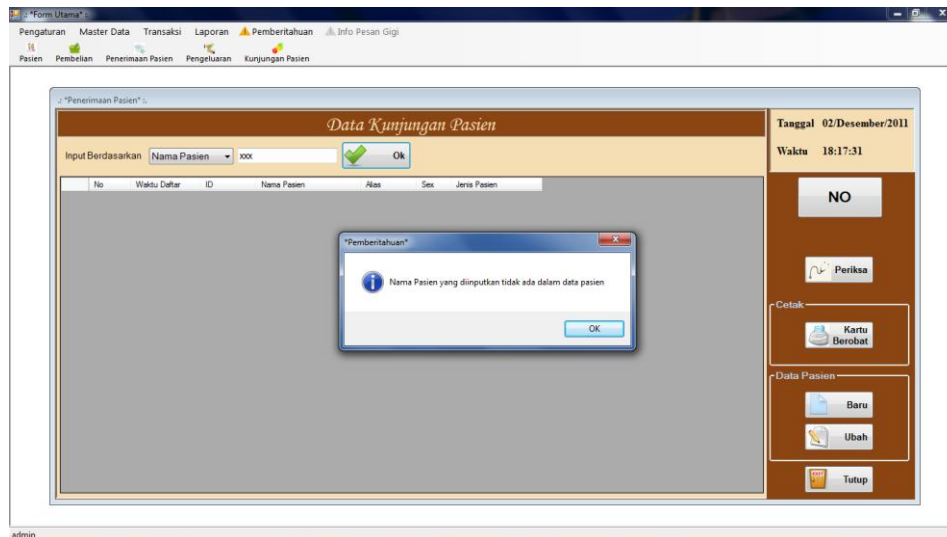 .: *Form Utama* :.
Pengaturan Master Data Transaksi Laporan Pemberitahuan Info Pesan Gigi
Pasien Pembelian Penerimaan Pasien Pengeluaran Kunjungan Pasien
.: *Penerimaan Pasien* :.
Data Kunjungan Pasien
Tanggal 02/Desember/2011
Waktu 18:17:31
Input Berdasarkan Nama Pasien xxx Ok
No Waktu Daftar ID Nama Pasien Alias Sex Jenis Pasien
NO
*Pemberitahuan*
Nama Pasien yang diinputkan tidak ada dalam data pasien
OK
Periksa
Cetak
Kartu
Berobat
Data Pasien
Baru
Ubah
EXIT
Tutup
admin